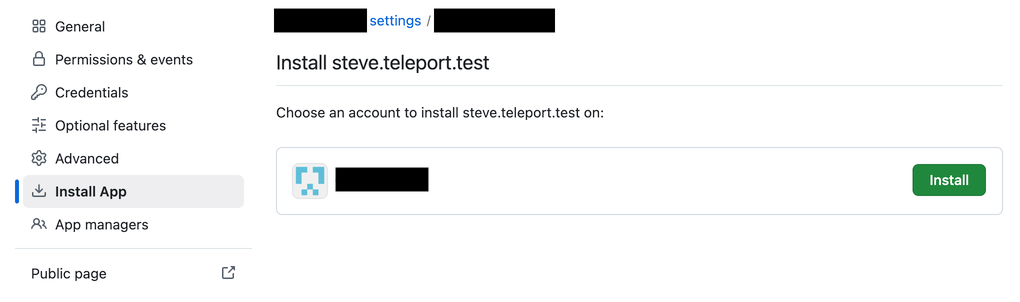 General
Permissions & events
Credentials
Optional features
Advanced
Install App
App managers
Public page
settings /
Install steve.teleport.test
Choose an account to install steve.teleport.test on:
Install